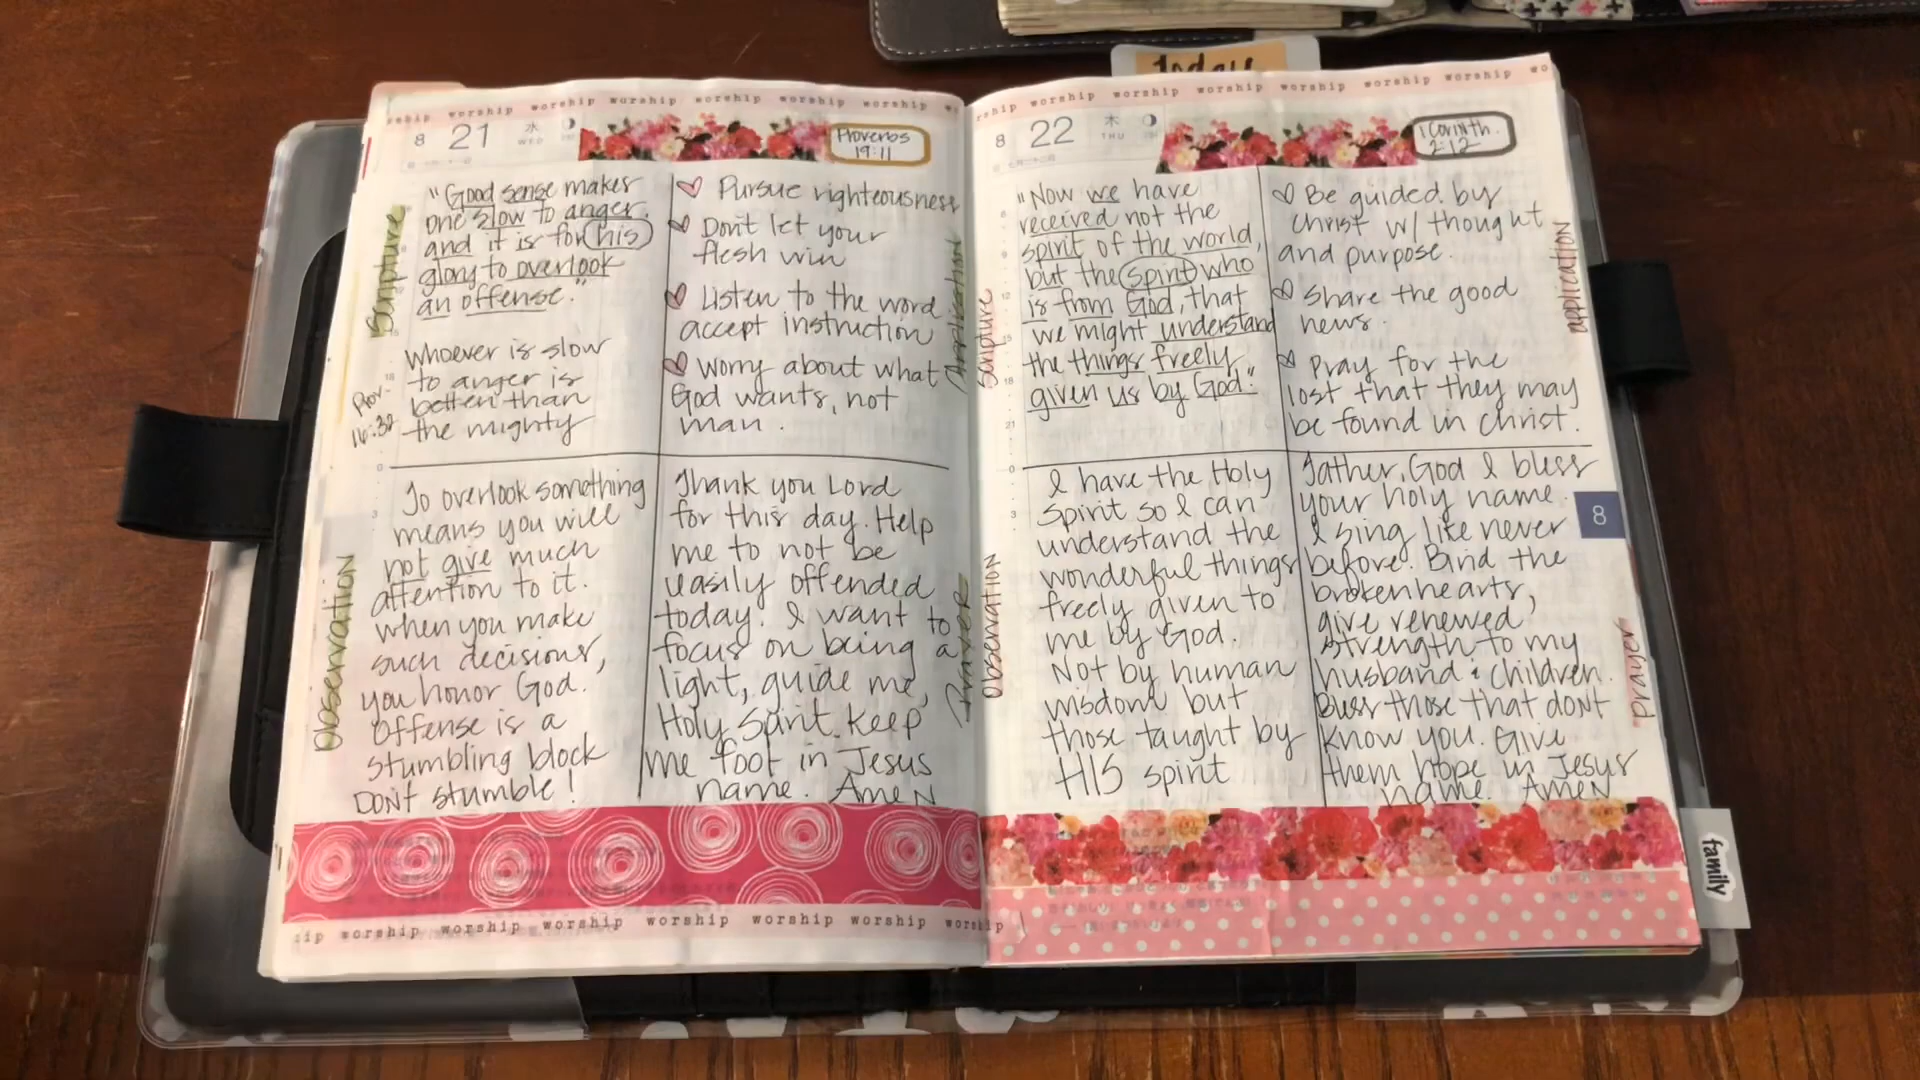 Today
worship worship worship worship worship worship
8 21 水 WED
Proverbs
19:11
Scripture
"Good sense makes
one slow to anger,
and it is for his
glory to overlook
an offense."
Prov-
16:32
Whoever is slow
to anger is
better than
the mighty
Application
Pursue righteousness
Don't let your
flesh win
Listen to the word
accept instruction
Worry about what
God wants, not
man.
Observation
To overlook something
means you will
not give much
attention to it.
When you make
such decisions,
you honor God.
Offense is a
stumbling block
DON'T stumble!
Prayer
Thank you Lord
for this day. Help
me to not be
easily offended
today. I want to
focus on being a
light, guide me,
Holy Spirit. Keep
me foot in Jesus
name. Amen
worship worship worship worship worship worship
worship worship worship worship worship worship
8 22 木 THU
1 Corinth.
2:12
Scripture
"Now we have
received not the
spirit of the world,
but the Spirit who
is from God, that
we might understand
the things freely
given us by God."
application
Be guided by
Christ w/ thought
and purpose.
Share the good
news.
Pray for the
lost that they may
be found in Christ.
Observation
I have the Holy
Spirit so I can
understand the
wonderful things
freely given to
me by God.
Not by human
wisdom but
those taught by
HIS spirit
prayer
Father, God I bless
your holy name.
I sing like never
before. Bind the
brokenhearts,
give renewed
strength to my
husband & children.
Bless those that don't
know you. Give
them hope in Jesus
name. Amen
8
family